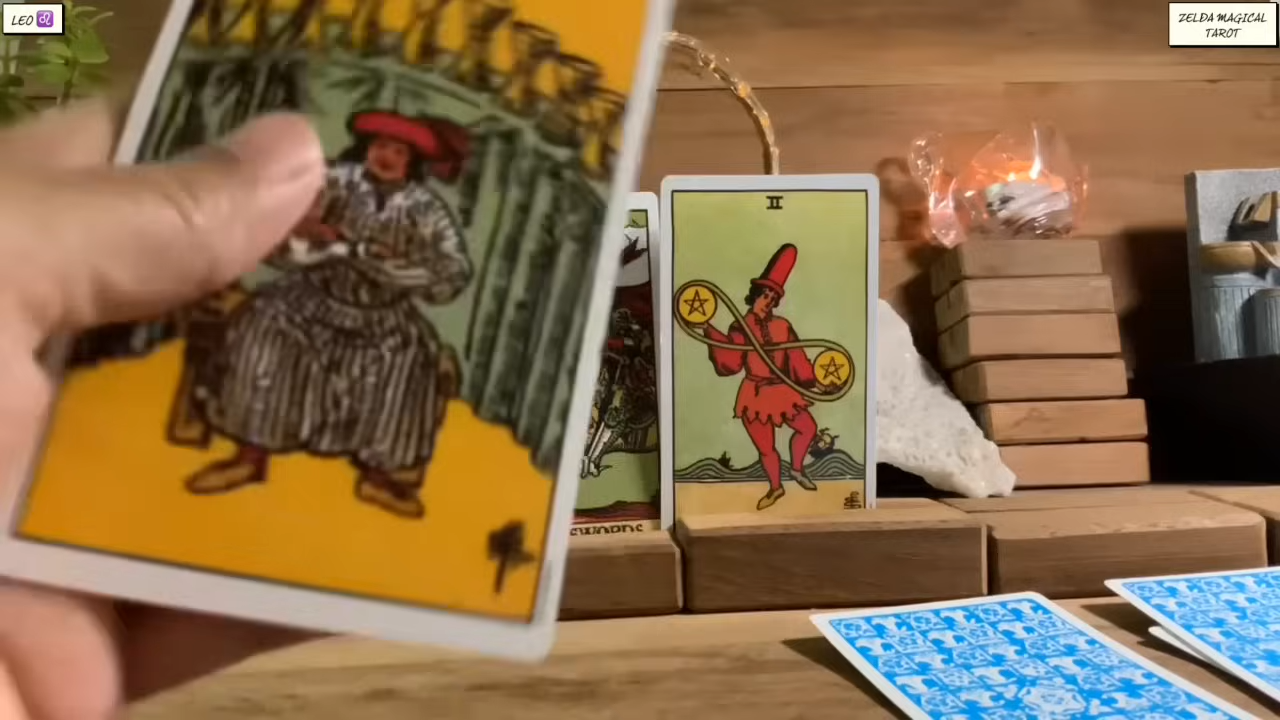 LEO ♌
ZELDA MAGICAL
TAROT
II
SWORDS